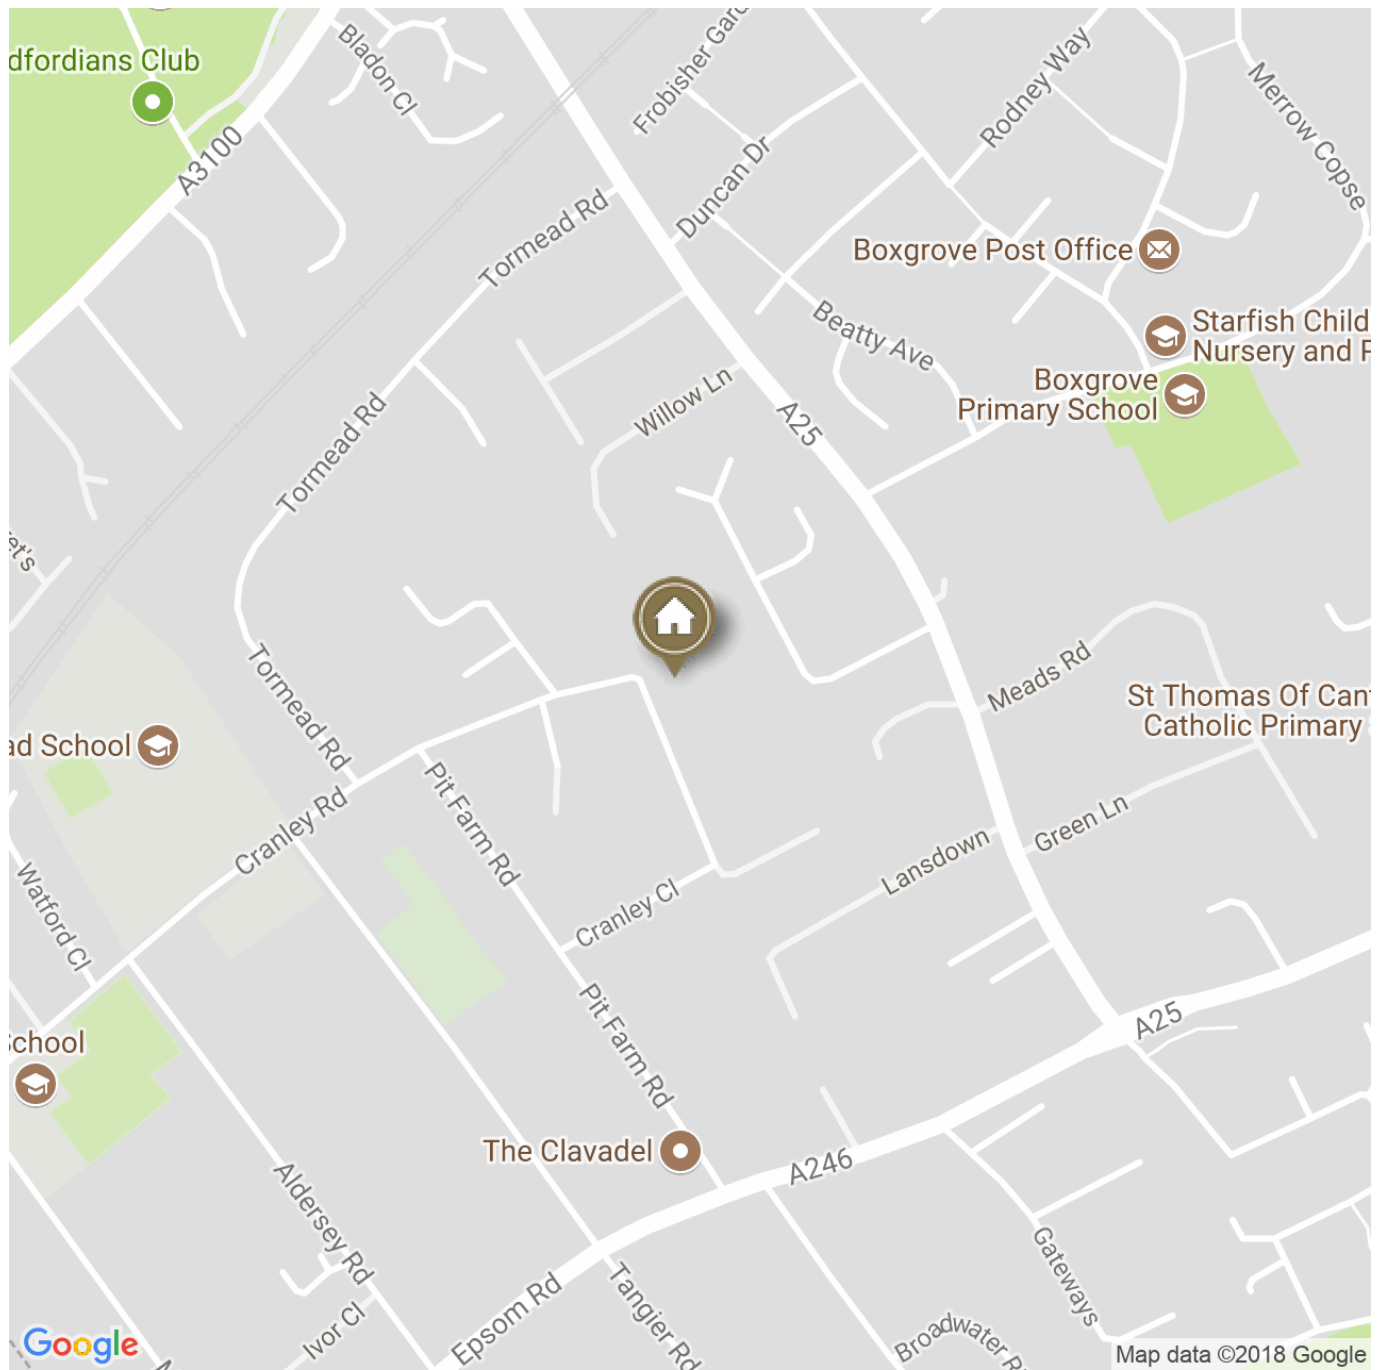 dfordians Club
Bladon Cl
Frobisher Gard
Rodney Way
Merrow Copse
A3100
Duncan Dr
Tormead Rd
Boxgrove Post Office
Beatty Ave
Starfish Child
Nursery and P
Boxgrove
Primary School
Willow Ln
A25
Tormead Rd
et's
Meads Rd
Tormead Rd
St Thomas Of Cant
Catholic Primary
ad School
Pit Farm Rd
Cranley Rd
Green Ln
Lansdown
Watford Cl
Cranley Cl
Pit Farm Rd
A25
School
The Clavadel
A246
Aldersey Rd
Gateways
Epsom Rd
Tangier Rd
Ivor Cl
Broadwater R
Google
Map data ©2018 Google